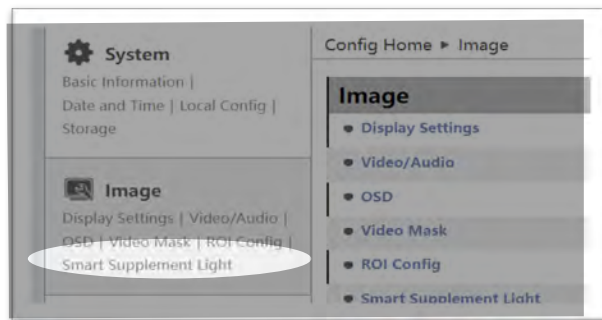 System
Basic Information |
Date and Time | Local Config |
Storage
Image
Display Settings | Video/Audio |
OSD | Video Mask | ROI Config |
Smart Supplement Light
Config Home ► Image
Image
• Display Settings
• Video/Audio
• OSD
• Video Mask
• ROI Config
• Smart Supplement Light